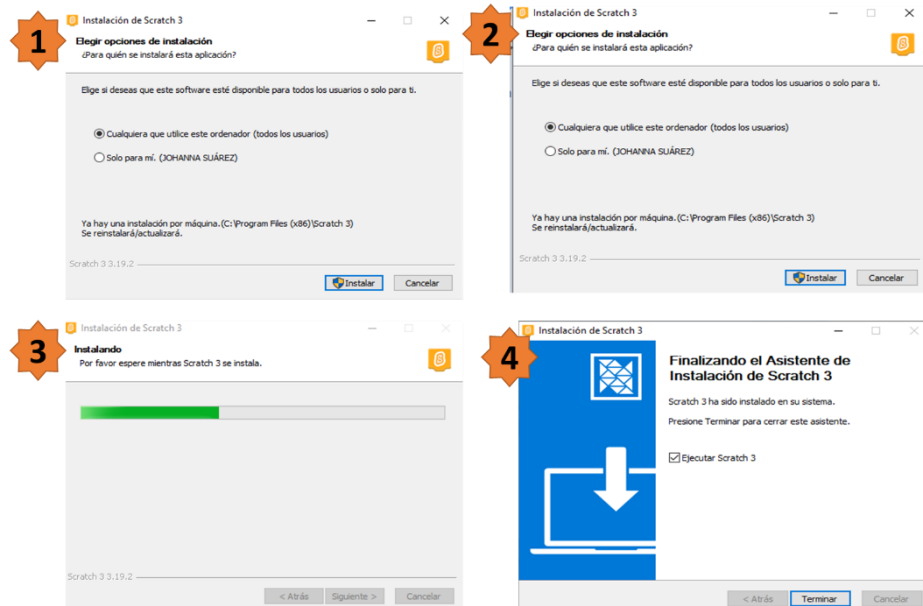 1
Instalación de Scratch 3
Elegir opciones de instalación
¿Para quién se instalará esta aplicación?
Elige si deseas que este software esté disponible para todos los usuarios o solo para ti.
Cualquiera que utilice este ordenador (todos los usuarios)
Solo para mí. (JOHANNA SUÁREZ)
Ya hay una instalación por máquina.(C:\Program Files (x86)\Scratch 3)
Se reinstalará/actualizará.
Scratch 3 3.19.2
Instalar Cancelar
2
Instalación de Scratch 3
Elegir opciones de instalación
¿Para quién se instalará esta aplicación?
Elige si deseas que este software esté disponible para todos los usuarios o solo para ti.
Cualquiera que utilice este ordenador (todos los usuarios)
Solo para mí. (JOHANNA SUÁREZ)
Ya hay una instalación por máquina.(C:\Program Files (x86)\Scratch 3)
Se reinstalará/actualizará.
Scratch 3 3.19.2
Instalar Cancelar
3
Instalación de Scratch 3
Instalando
Por favor espere mientras Scratch 3 se instala.
Scratch 3 3.19.2
< Atrás Siguiente > Cancelar
4
Instalación de Scratch 3
Finalizando el Asistente de
Instalación de Scratch 3
Scratch 3 ha sido instalado en su sistema.
Presione Terminar para cerrar este asistente.
Ejecutar Scratch 3
< Atrás Terminar Cancelar